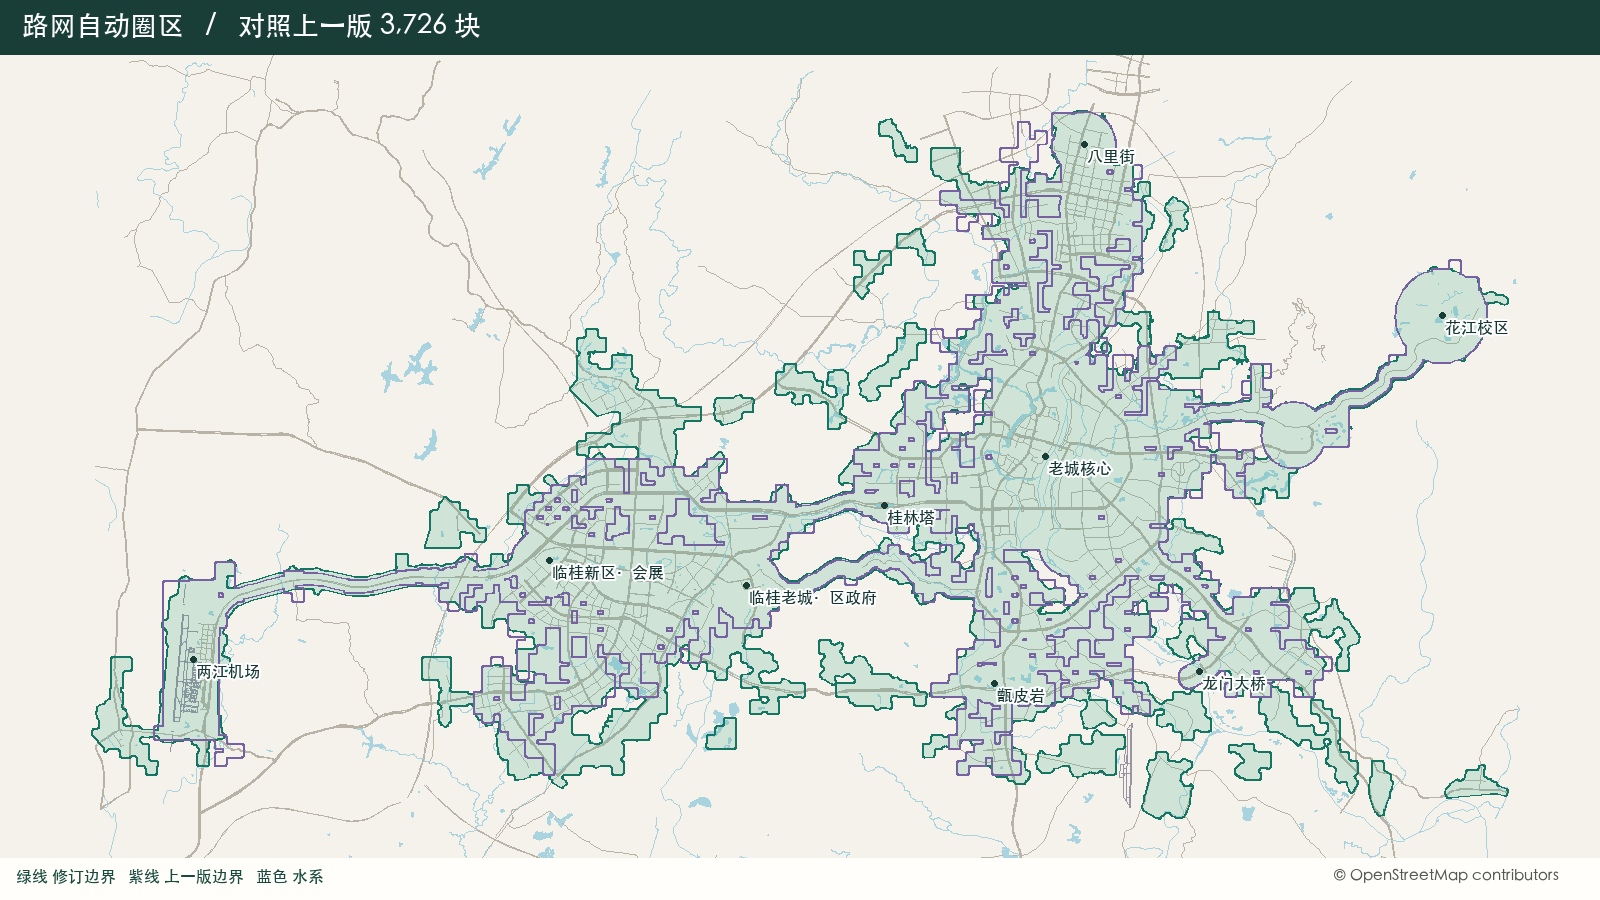 路网自动圈区 / 对照上一版 3,726 块
八里街
花江校区
老城核心
桂林塔
临桂新区·会展
临桂老城·区政府
两江机场
龙门大桥
甑皮岩
绿线 修订边界 紫线 上一版边界 蓝色 水系
© OpenStreetMap contributors